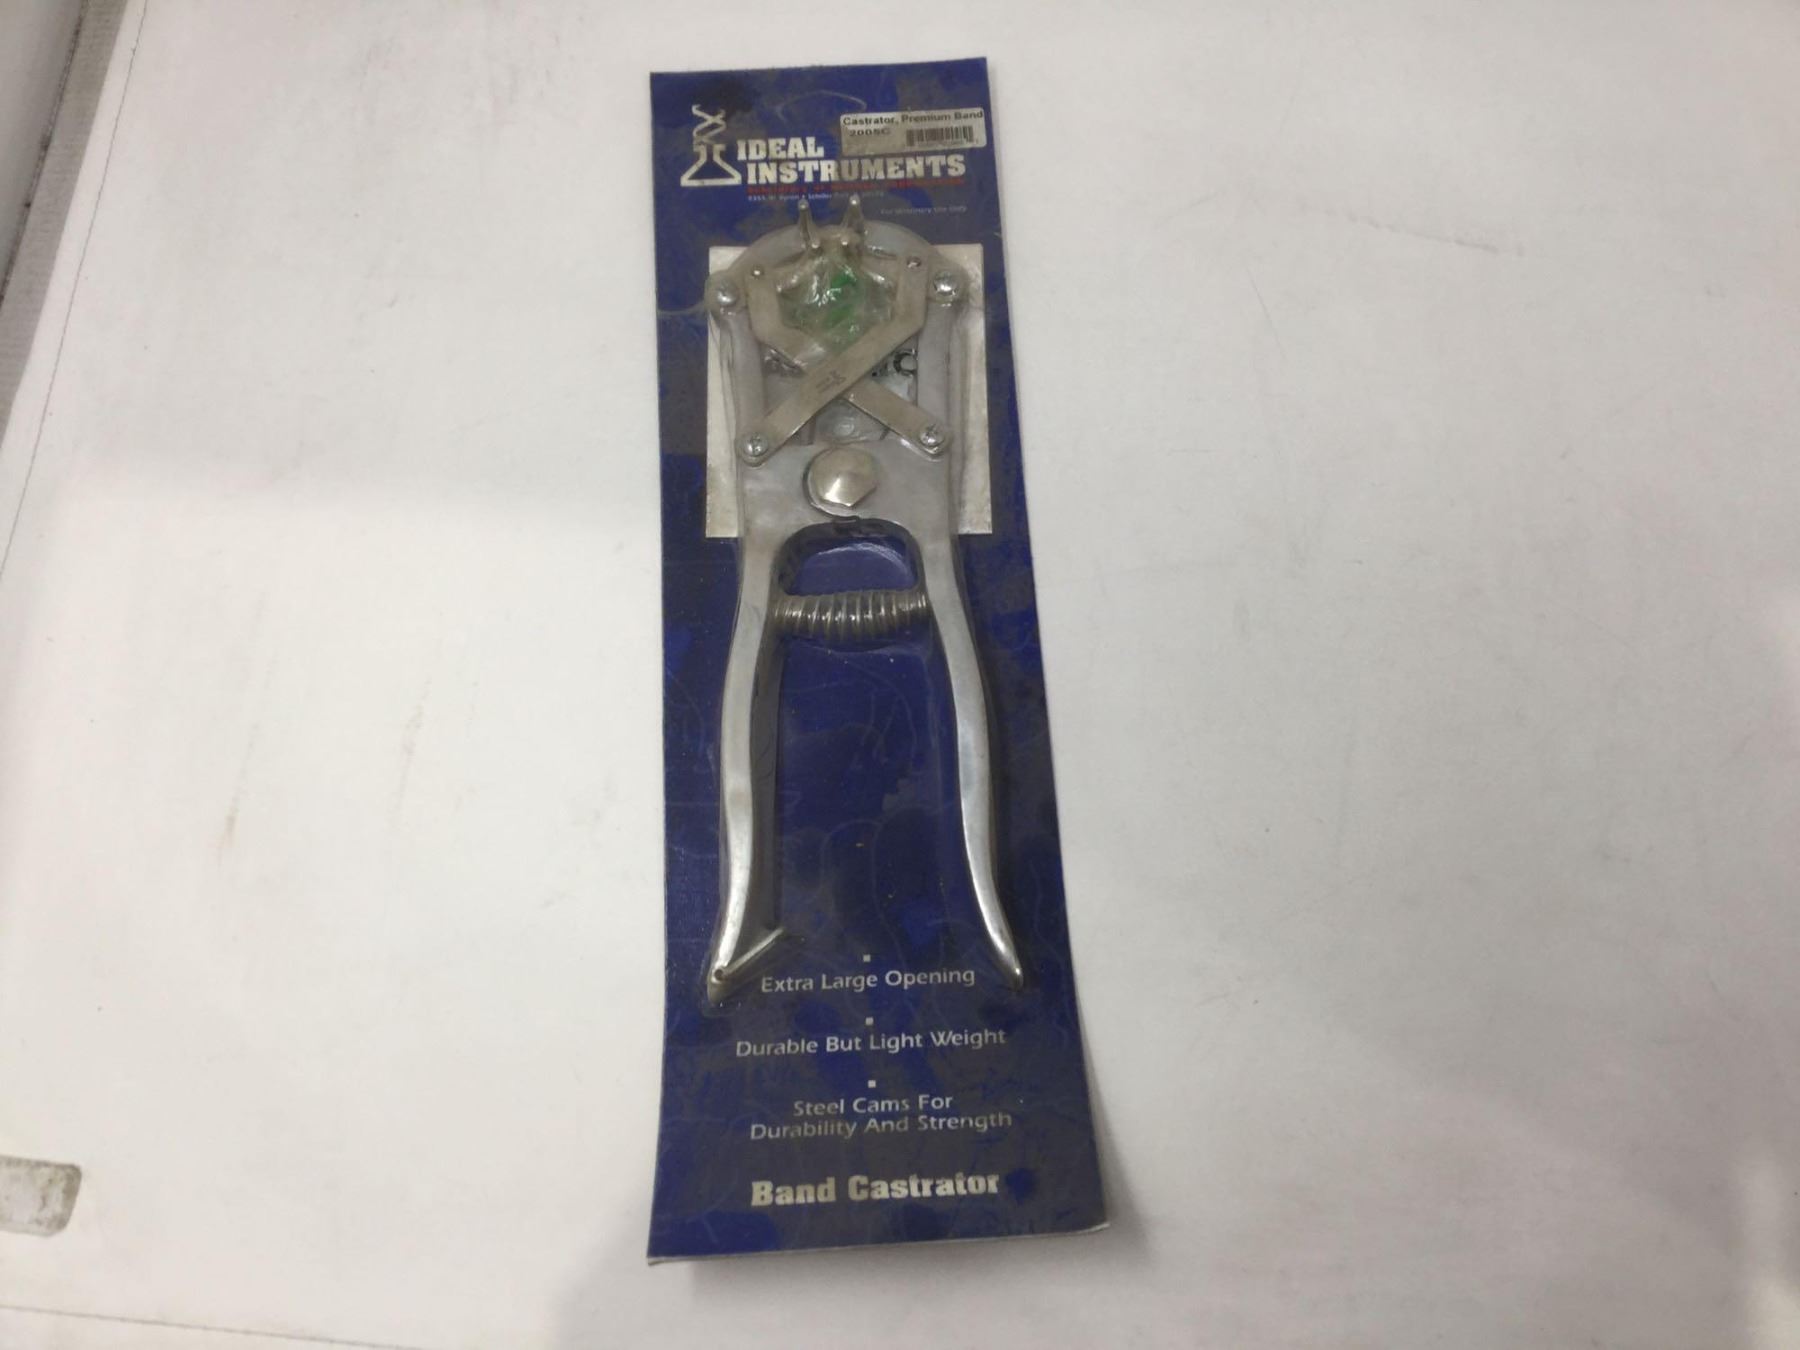 Castrator, Premium Band
2005C
IDEAL
INSTRUMENTS
For Veterinary Use Only
Extra Large Opening
Durable But Light Weight
Steel Cams For
Durability And Strength
Band Castrator